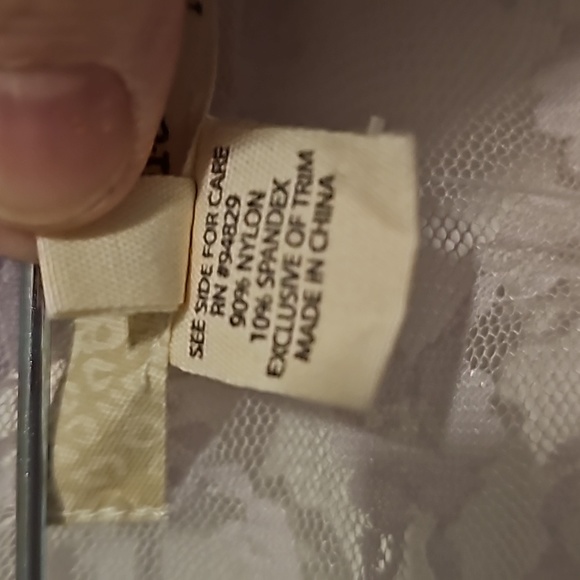 SEE SIDE FOR CARE
RN #94829
90% NYLON
10% SPANDEX
EXCLUSIVE OF TRIM
MADE IN CHINA